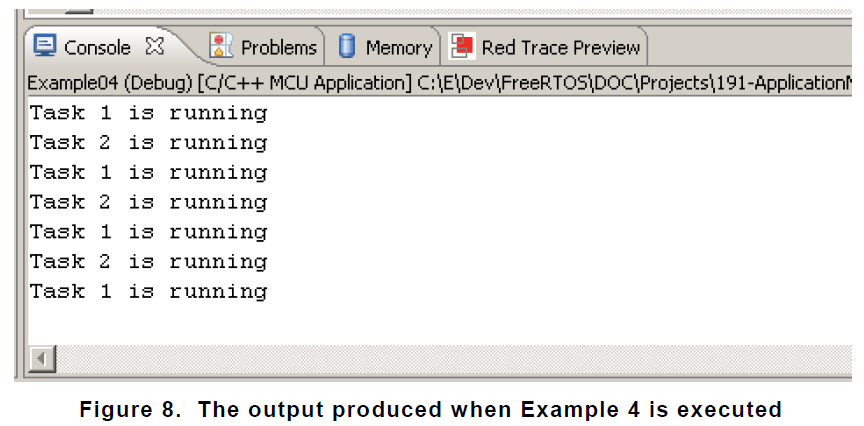 Console Problems Memory Red Trace Preview
Example04 (Debug) [C/C++ MCU Application] C:\E\Dev\FreeRTOS\DOC\Projects\191-Application
Task 1 is running
Task 2 is running
Task 1 is running
Task 2 is running
Task 1 is running
Task 2 is running
Task 1 is running
Figure 8. The output produced when Example 4 is executed